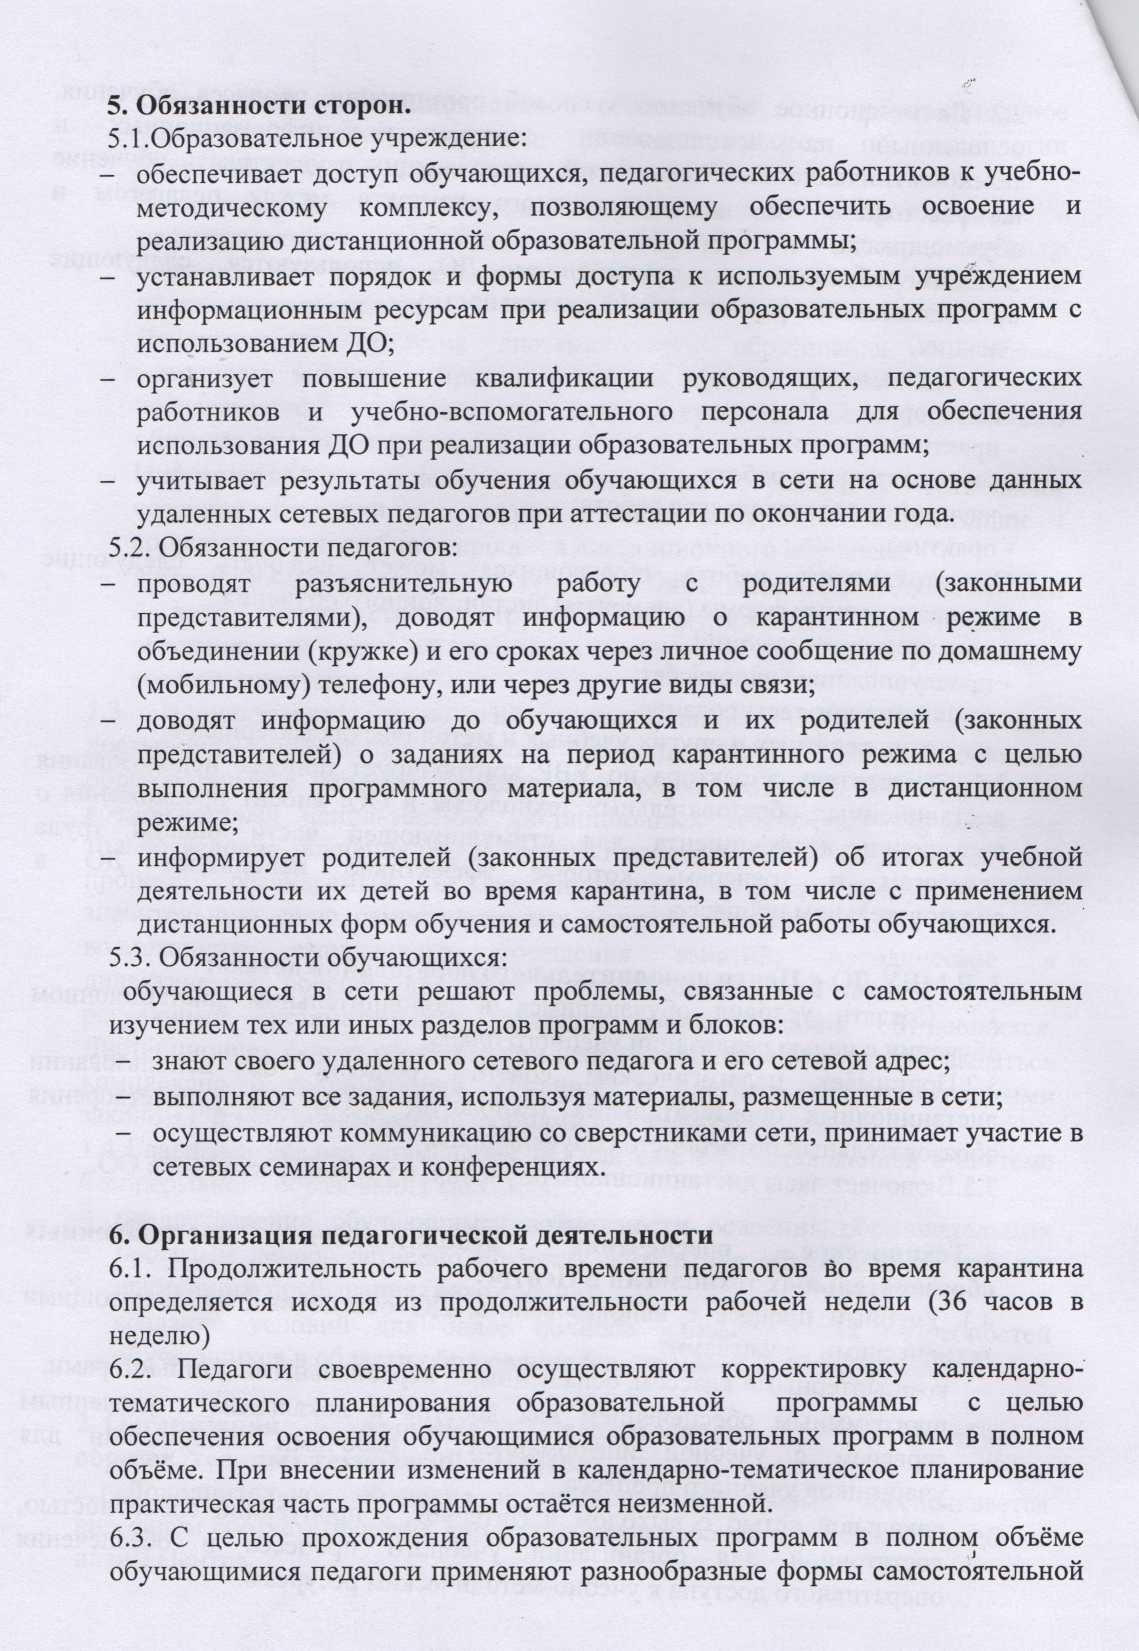 5. Обязанности сторон.
5.1.Образовательное учреждение:
– обеспечивает доступ обучающихся, педагогических работников к учебно-
методическому комплексу, позволяющему обеспечить освоение и
реализацию дистанционной образовательной программы;
– устанавливает порядок и формы доступа к используемым учреждением
информационным ресурсам при реализации образовательных программ с
использованием ДО;
– организует повышение квалификации руководящих, педагогических
работников и учебно-вспомогательного персонала для обеспечения
использования ДО при реализации образовательных программ;
– учитывает результаты обучения обучающихся в сети на основе данных
удаленных сетевых педагогов при аттестации по окончании года.
5.2. Обязанности педагогов:
– проводят разъяснительную работу с родителями (законными
представителями), доводят информацию о карантинном режиме в
объединении (кружке) и его сроках через личное сообщение по домашнему
(мобильному) телефону, или через другие виды связи;
– доводят информацию до обучающихся и их родителей (законных
представителей) о заданиях на период карантинного режима с целью
выполнения программного материала, в том числе в дистанционном
режиме;
– информирует родителей (законных представителей) об итогах учебной
деятельности их детей во время карантина, в том числе с применением
дистанционных форм обучения и самостоятельной работы обучающихся.
5.3. Обязанности обучающихся:
обучающиеся в сети решают проблемы, связанные с самостоятельным
изучением тех или иных разделов программ и блоков:
– знают своего удаленного сетевого педагога и его сетевой адрес;
– выполняют все задания, используя материалы, размещенные в сети;
– осуществляют коммуникацию со сверстниками сети, принимает участие в
сетевых семинарах и конференциях.
6. Организация педагогической деятельности
6.1. Продолжительность рабочего времени педагогов во время карантина
определяется исходя из продолжительности рабочей недели (36 часов в
неделю)
6.2. Педагоги своевременно осуществляют корректировку календарно-
тематического планирования образовательной программы с целью
обеспечения освоения обучающимися образовательных программ в полном
объёме. При внесении изменений в календарно-тематическое планирование
практическая часть программы остаётся неизменной.
6.3. С целью прохождения образовательных программ в полном объёме
обучающимися педагоги применяют разнообразные формы самостоятельной